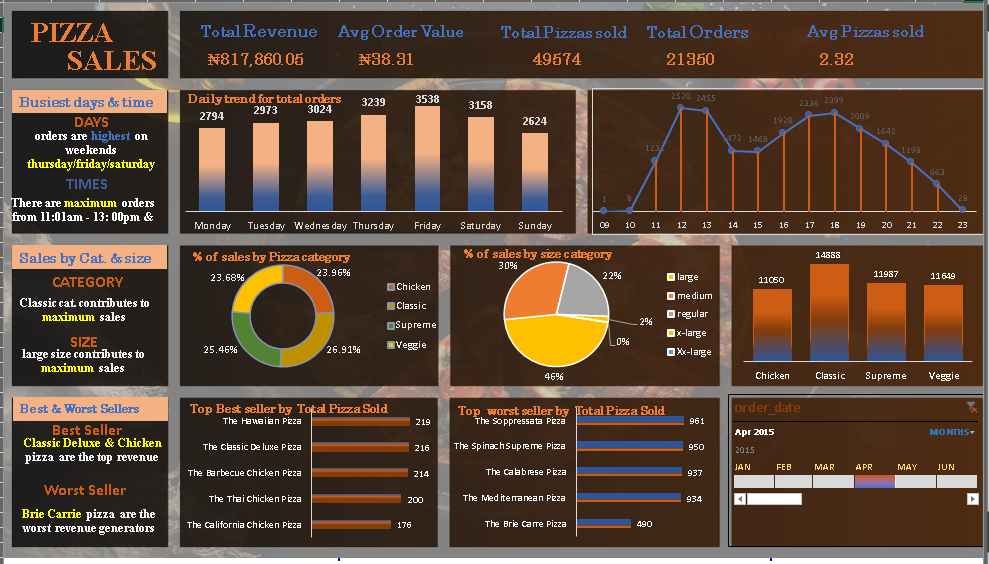 PIZZA
SALES
Total Revenue
₦817,860.05
Avg Order Value
₦38.31
Total Pizzas sold
49574
Total Orders
21350
Avg Pizzas sold
2.32
Busiest days & time
DAYS
orders are highest on
weekends
thursday/friday/saturday
TIMES
There are maximum orders
from 11:01am - 13: 00pm &
Daily trend for total orders
2794 2973 3024 3239 3538 3158 2624
Monday Tuesday Wednesday Thursday Friday Saturday Sunday
1 8 2520 2455 1472 1468 1920 2336 2399 2009 1642 1198 663 28
09 10 11 12 13 14 15 16 17 18 19 20 21 22 23
Sales by Cat. & size
CATEGORY
Classic cat. contributes to
maximum sales
SIZE
large size contributes to
maximum sales
% of sales by Pizza category
23.68% 23.96%
25.46% 26.91%
Chicken
Classic
Supreme
Veggie
% of sales by size category
30%
22%
2%
0%
46%
large
medium
regular
x-large
Xx-large
11050 14888 11987 11649
Chicken Classic Supreme Veggie
Best & Worst Sellers
Best Seller
Classic Deluxe & Chicken
pizza are the top revenue
Worst Seller
Brie Carrie pizza are the
worst revenue generators
Top Best seller by Total Pizza Sold
The Hawaiian Pizza 219
The Classic Deluxe Pizza 216
The Barbecue Chicken Pizza 214
The Thai Chicken Pizza 200
The California Chicken Pizza 176
Top worst seller by Total Pizza Sold
The Soppressata Pizza 961
The Spinach Supreme Pizza 950
The Calabrese Pizza 937
The Mediterranean Pizza 934
The Brie Carre Pizza 490
order_date
Apr 2015 MONTHS
2015
JAN FEB MAR APR MAY JUN